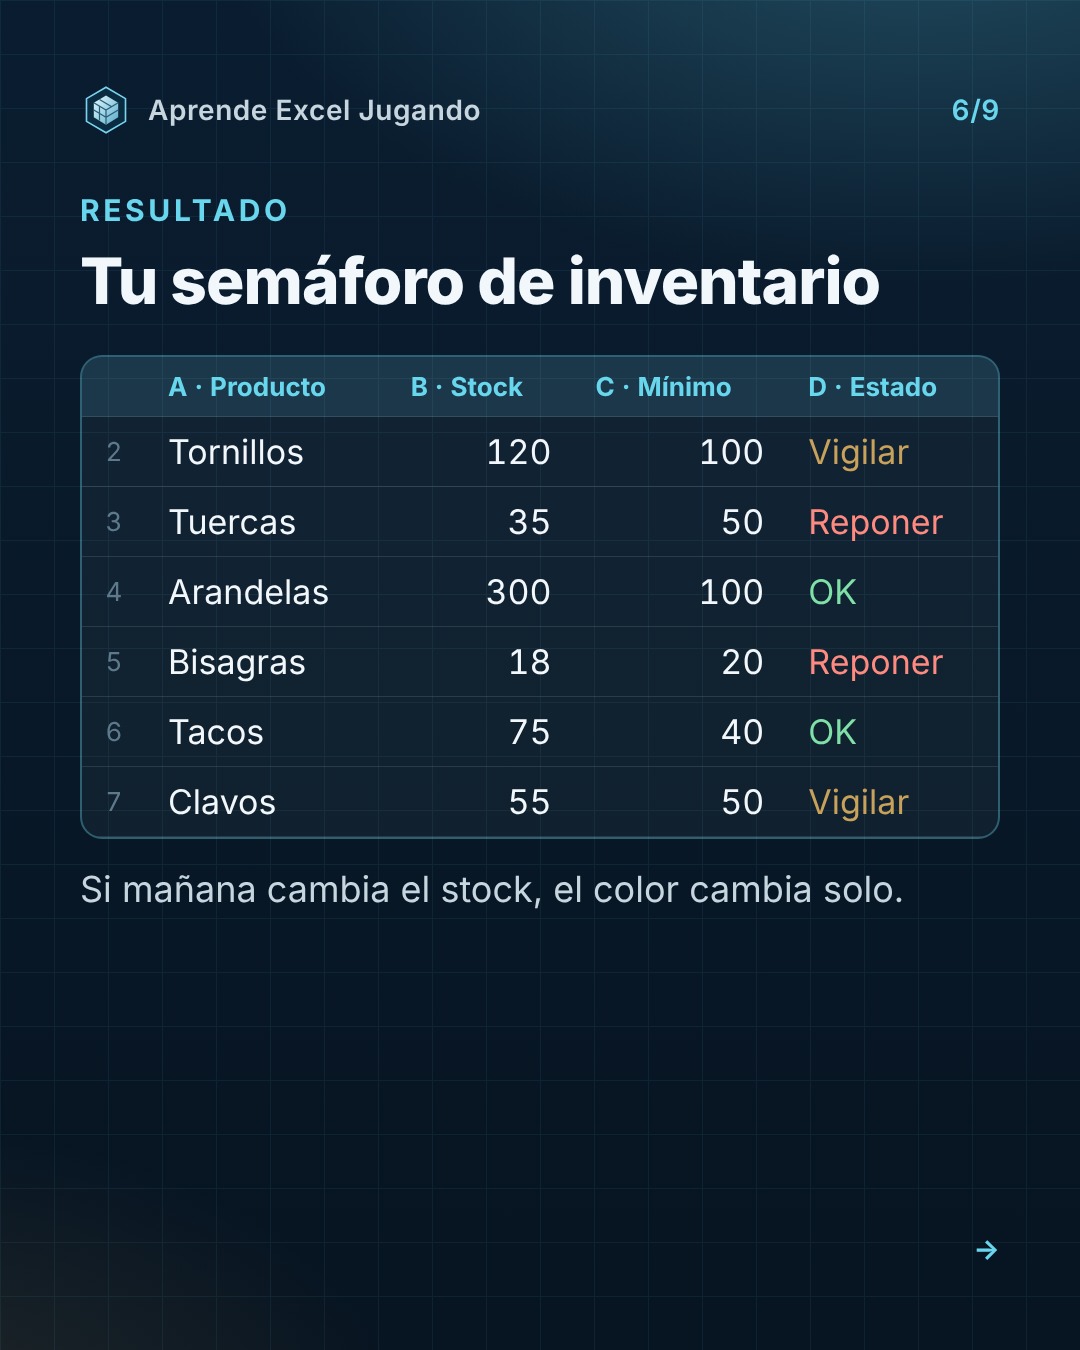 Aprende Excel Jugando 6/9
RESULTADO
Tu semáforo de inventario
A · Producto B · Stock C · Mínimo D · Estado
2 Tornillos 120 100 Vigilar
3 Tuercas 35 50 Reponer
4 Arandelas 300 100 OK
5 Bisagras 18 20 Reponer
6 Tacos 75 40 OK
7 Clavos 55 50 Vigilar
Si mañana cambia el stock, el color cambia solo.
→